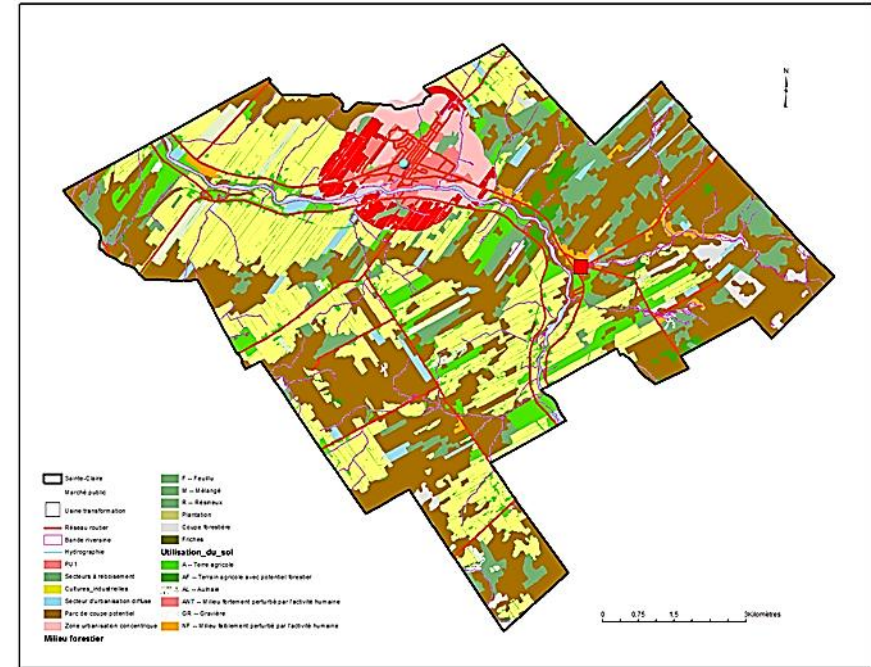 N
Sainte-Claire
Marché public
Usine transformation
Réseau routier
Bande riveraine
Hydrographie
PU1
Secteurs à reboisement
Cultures_industrielles
Secteur d'urbanisation diffuse
Parc de coupe potentiel
Zone urbanisation concentrique
Milieu forestier
F -- Feuillu
M -- Mélangé
R -- Résineux
Plantation
Coupe forestière
Friches
Utilisation_du_sol
A -- Terre agricole
AF -- Terrain agricole avec potentiel forestier
AL -- Aulnaie
ANT -- Milieu fortement perturbé par l'activité humaine
GR -- Gravière
NF -- Milieu faiblement perturbé par l'activité humaine
0 0.75 1.5 3 Kilomètres